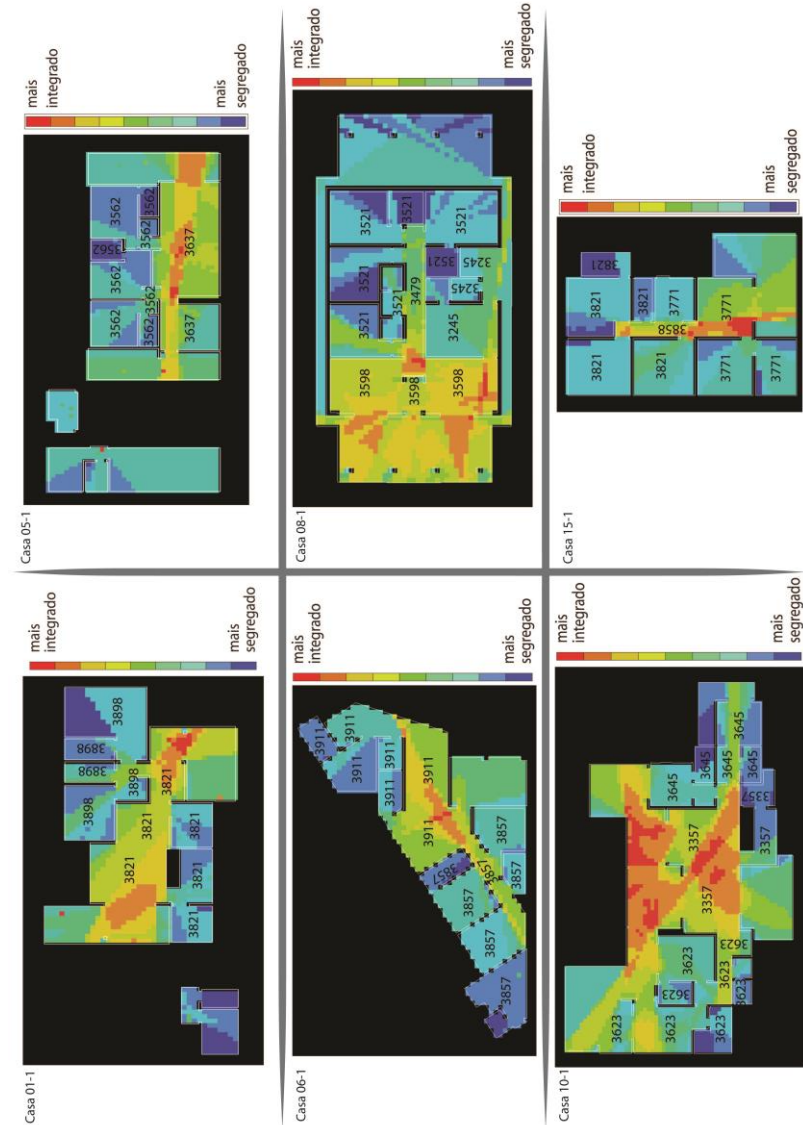 Casa 01-1
3898
3898
3898
3898
3898
3821
3821
3821
3821
3821
3821
mais
integrado
mais
segregado
Casa 05-1
3562
3562
3562
3562
3562
3562
3562
3562
3637
3637
mais
integrado
mais
segregado
Casa 06-1
3911
3911
3911
3911
3911
3911
3857
3857
3857
3857
3857
3857
3857
mais
integrado
mais
segregado
Casa 08-1
3521
3521
3521
3598
3521
3598
3479
3521
3598
3245
3245
3521
3245
3521
mais
integrado
mais
segregado
Casa 10-1
3623
3623
3623
3623
3623
3623
3623
3623
3357
3357
3357
3357
3645
3645
3645
3645
3645
mais
integrado
mais
segregado
Casa 15-1
3821
3821
3821
3821
3821
3858
3771
3771
3771
3771
mais
integrado
mais
segregado